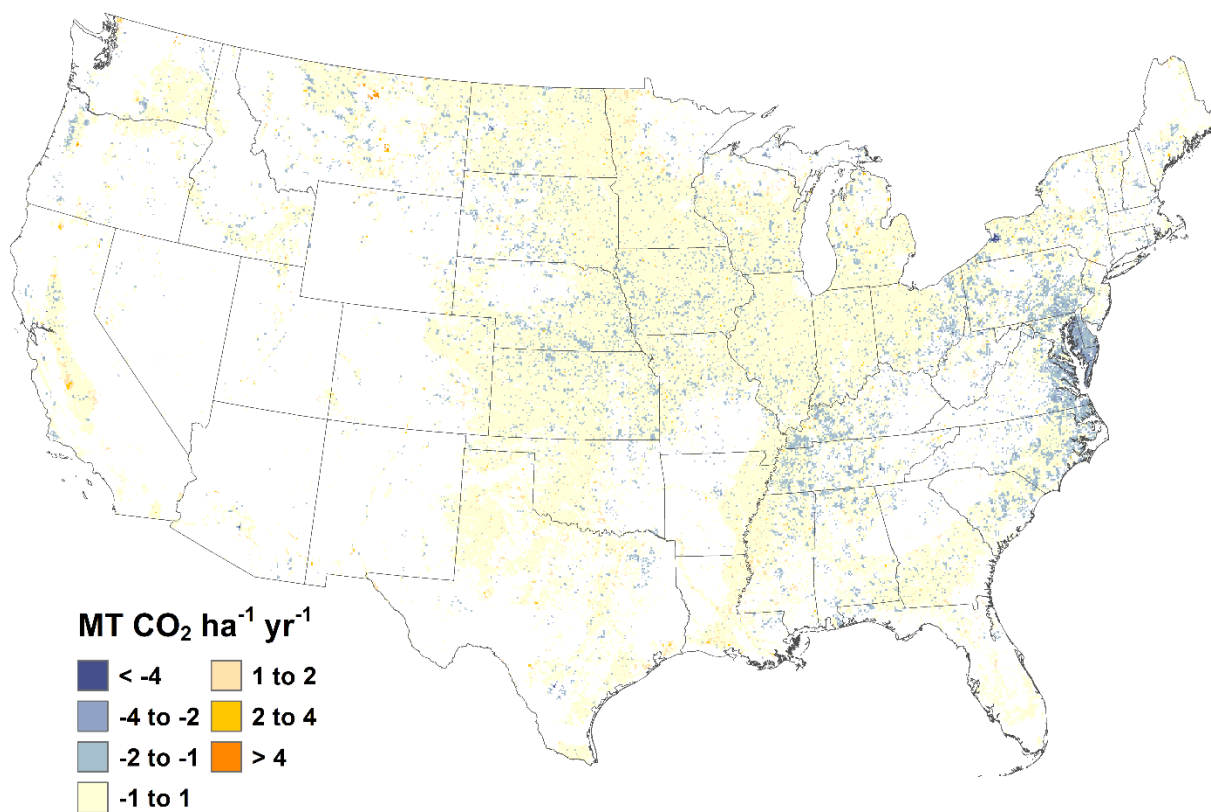 MT CO₂ ha⁻¹ yr⁻¹
< -4
-4 to -2
-2 to -1
-1 to 1
1 to 2
2 to 4
> 4